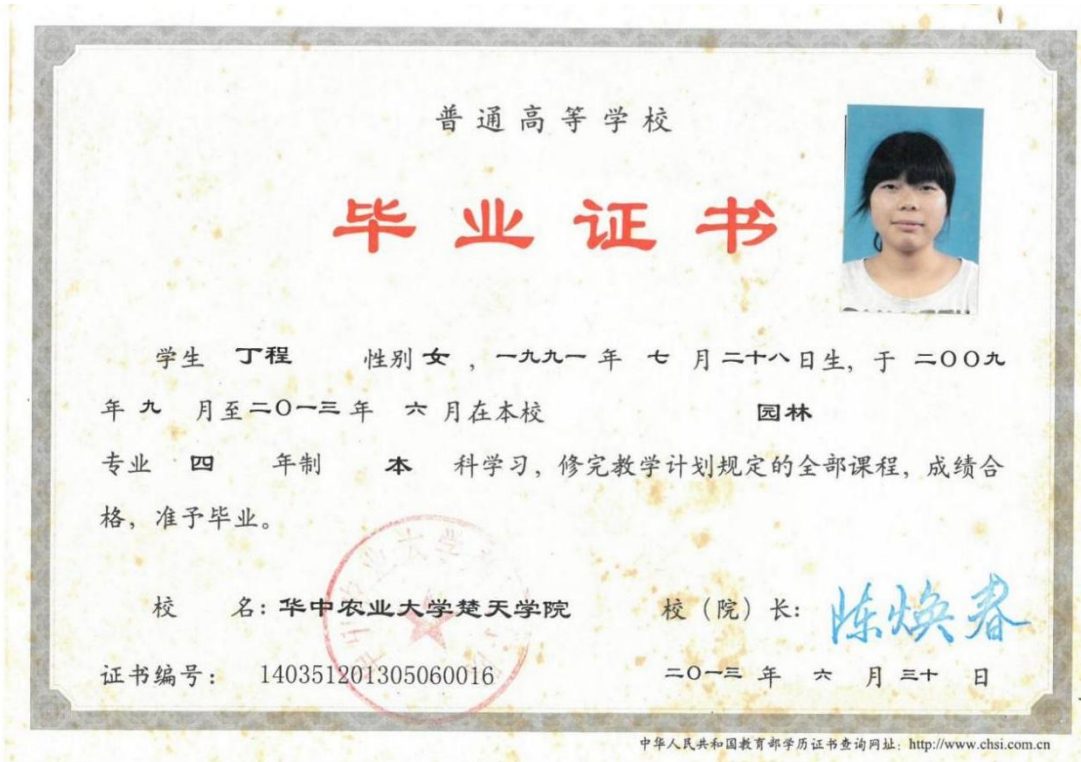 普通高等学校
毕业证书
学生 丁程 性别 女 ，一九九一 年 七 月 二十八 日生，于 二〇〇九
年 九 月至 二〇一三 年 六 月在本校 园林
专业 四 年制 本 科学习，修完教学计划规定的全部课程，成绩合
格，准予毕业。
校 名：华中农业大学楚天学院 校（院）长：陈焕春
证书编号： 140351201305060016 二〇一三 年 六 月 三十 日
中华人民共和国教育部学历证书查询网址：http://www.chsi.com.cn